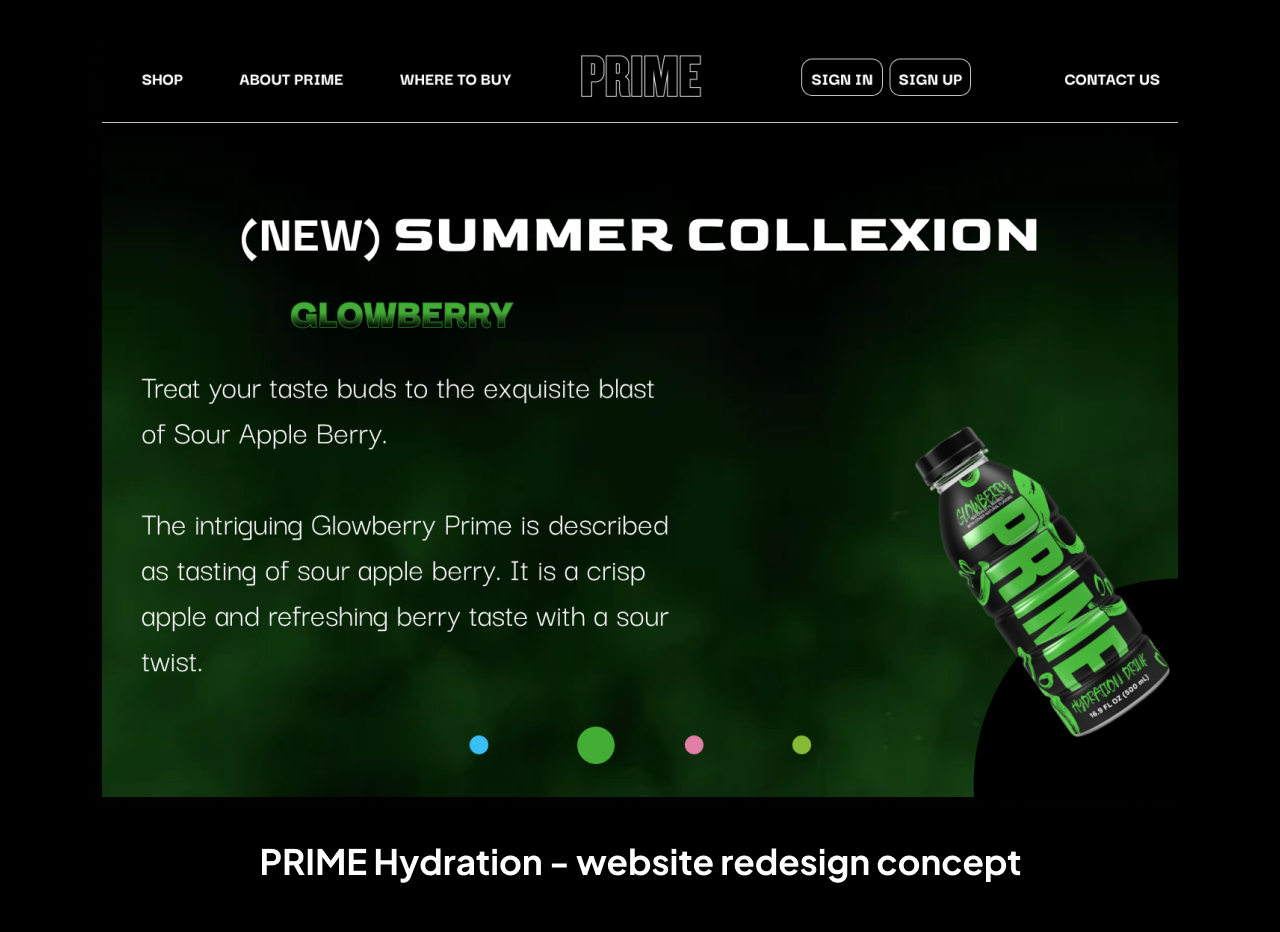 SHOP ABOUT PRIME WHERE TO BUY PRIME SIGN IN SIGN UP CONTACT US
(NEW) SUMMER COLLEXION
GLOWBERRY
Treat your taste buds to the exquisite blast
of Sour Apple Berry.
The intriguing Glowberry Prime is described
as tasting of sour apple berry. It is a crisp
apple and refreshing berry taste with a sour
twist.
GLOWBERRY
PRIME
HYDRATION DRINK
16.9 FL OZ (500 mL)
PRIME Hydration – website redesign concept